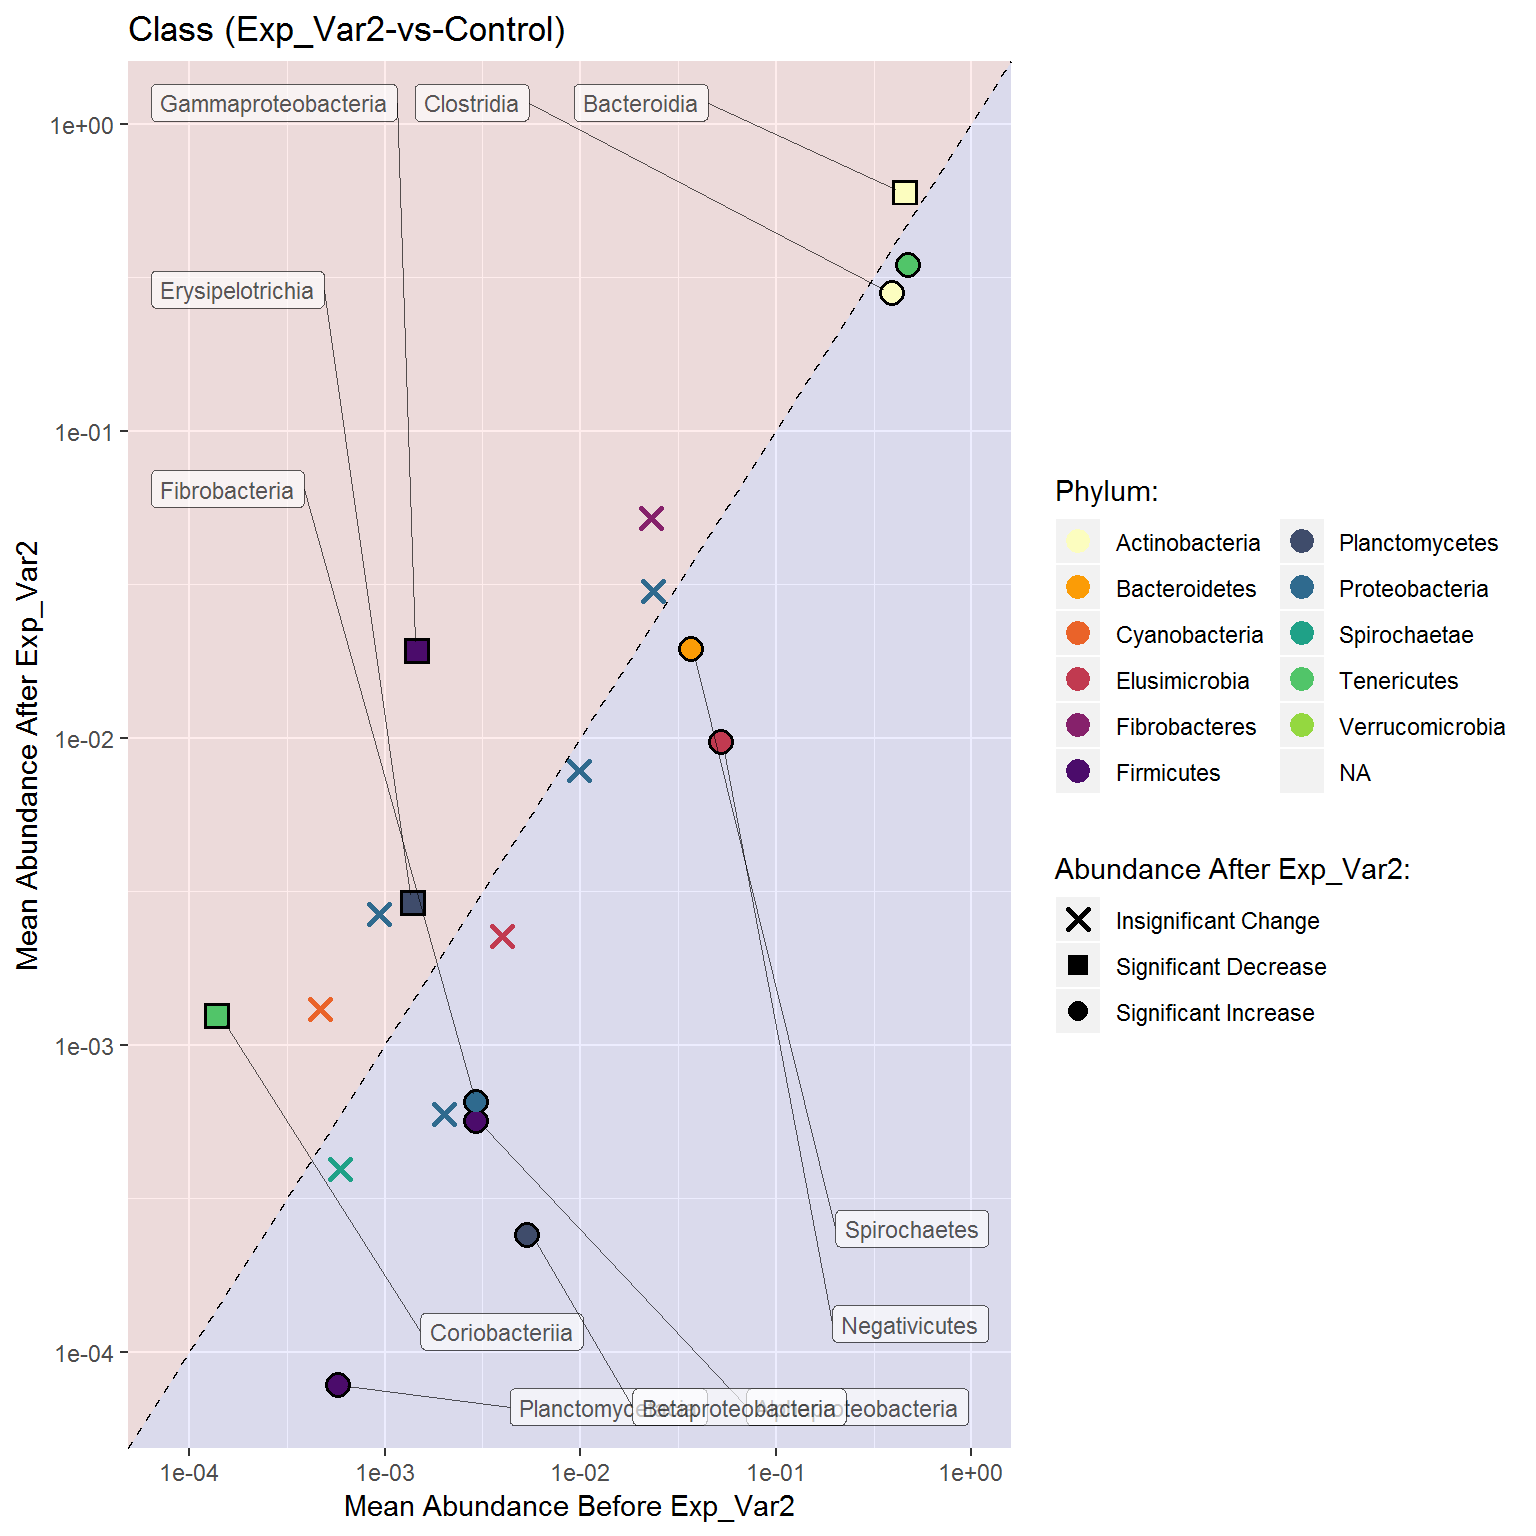 Class (Exp_Var2-vs-Control)
Gammaproteobacteria
Clostridia
Bacteroidia
Erysipelotrichia
Fibrobacteria
Spirochaetes
Negativicutes
Coriobacteriia
Betaproteobacteria
1e+00
1e-01
1e-02
1e-03
1e-04
Mean Abundance After Exp_Var2
1e-04
1e-03
1e-02
1e-01
1e+00
Mean Abundance Before Exp_Var2
Phylum:
Actinobacteria
Bacteroidetes
Cyanobacteria
Elusimicrobia
Fibrobacteres
Firmicutes
Planctomycetes
Proteobacteria
Spirochaetae
Tenericutes
Verrucomicrobia
NA
Abundance After Exp_Var2:
Insignificant Change
Significant Decrease
Significant Increase